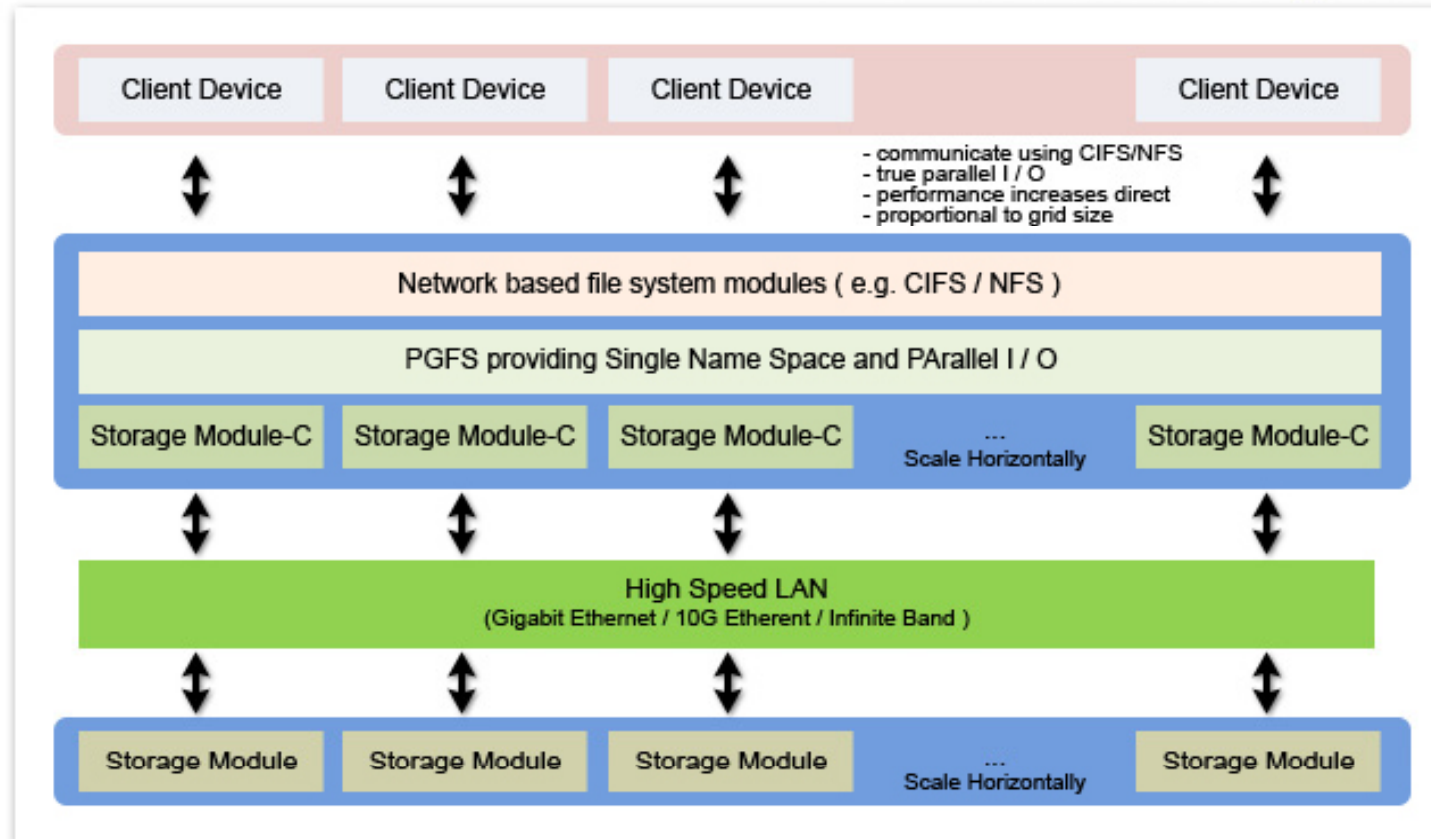 Client Device
Client Device
Client Device
Client Device
- communicate using CIFS/NFS
- true parallel I / O
- performance increases direct
- proportional to grid size
Network based file system modules ( e.g. CIFS / NFS )
PGFS providing Single Name Space and PArallel I / O
Storage Module-C
Storage Module-C
Storage Module-C
...
Scale Horizontally
Storage Module-C
High Speed LAN
(Gigabit Ethernet / 10G Etherent / Infinite Band )
Storage Module
Storage Module
Storage Module
...
Scale Horizontally
Storage Module